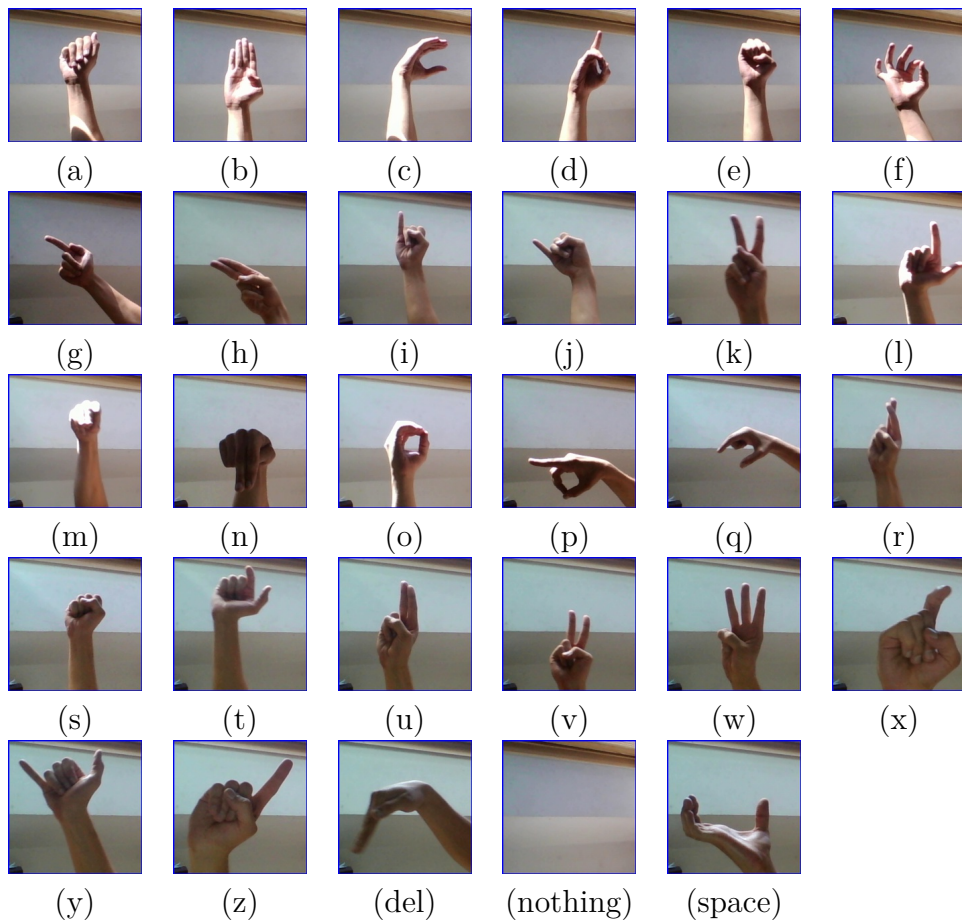 (a) (b) (c) (d) (e) (f)
(g) (h) (i) (j) (k) (l)
(m) (n) (o) (p) (q) (r)
(s) (t) (u) (v) (w) (x)
(y) (z) (del) (nothing) (space)